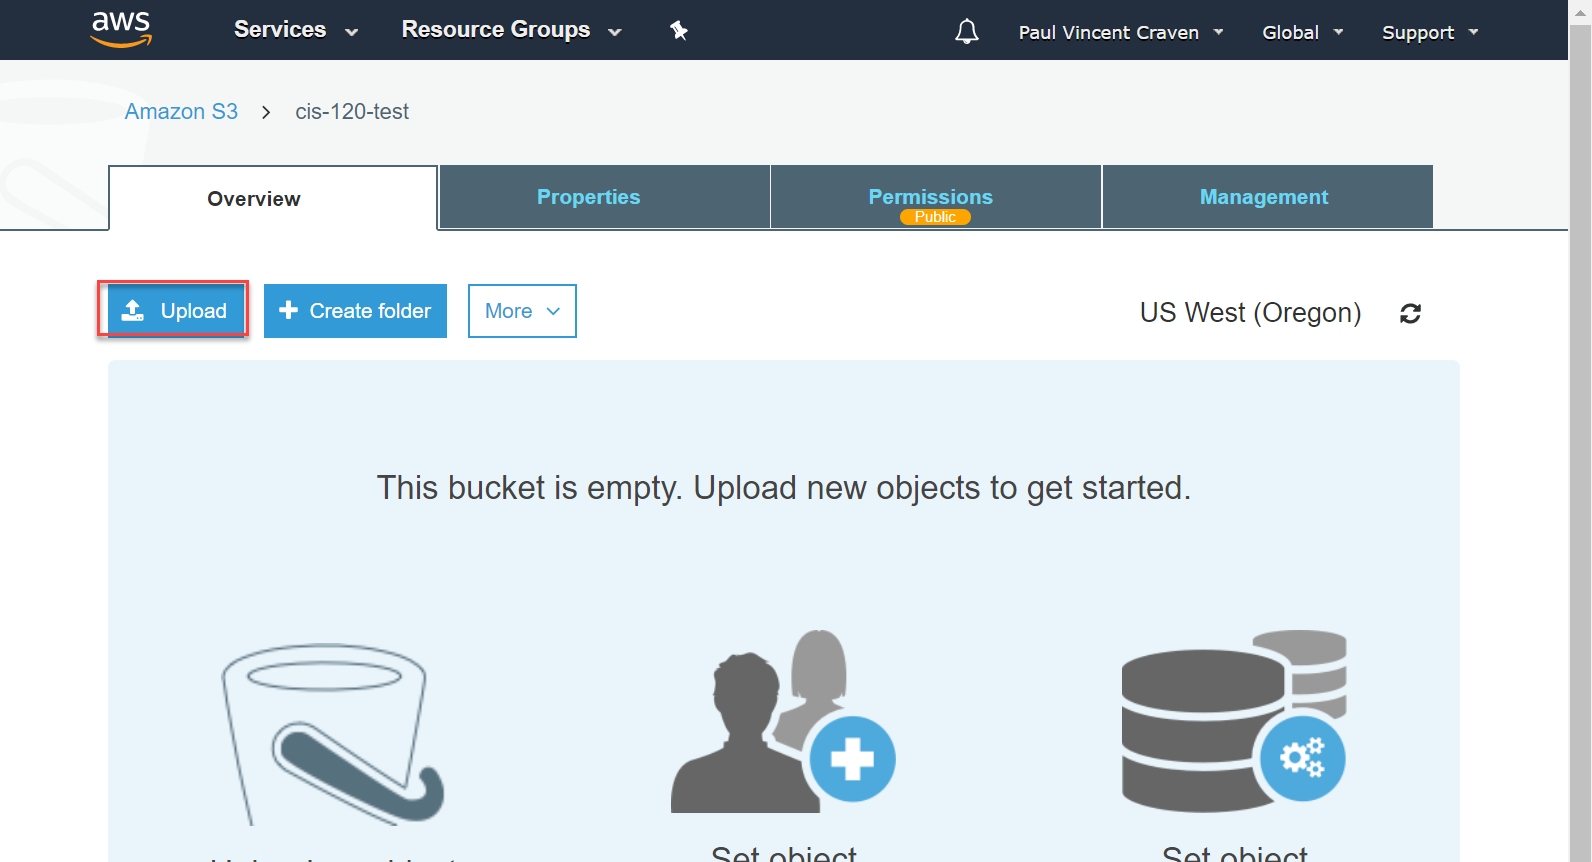 aws Services Resource Groups Paul Vincent Craven Global Support
Amazon S3 cis-120-test
Overview Properties Permissions Management
Public
Upload Create folder More US West (Oregon)
This bucket is empty. Upload new objects to get started.
Set object Set object